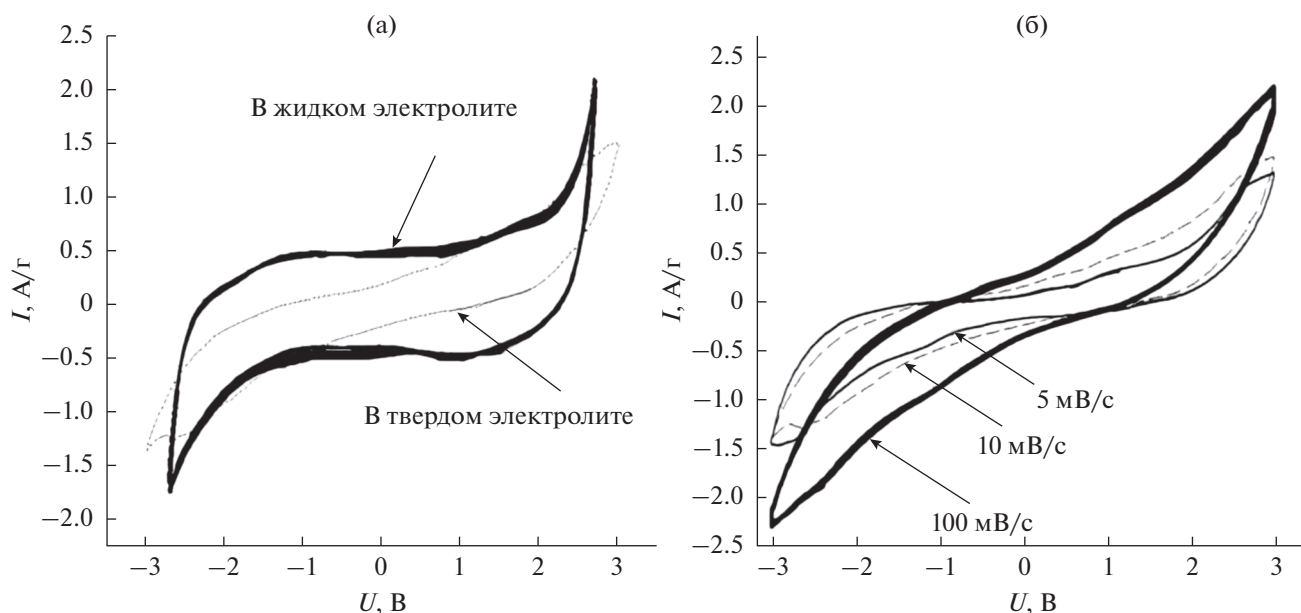 (а)
2.5
2.0
1.5
1.0
0.5
0
−0.5
−1.0
−1.5
−2.0
I, А/г
В жидком электролите
В твердом электролите
−3 −2 −1 0 1 2 3
U, В
(б)
2.5
2.0
1.5
1.0
0.5
0
−0.5
−1.0
−1.5
−2.0
−2.5
I, А/г
5 мВ/с
10 мВ/с
100 мВ/с
−3 −2 −1 0 1 2 3
U, В